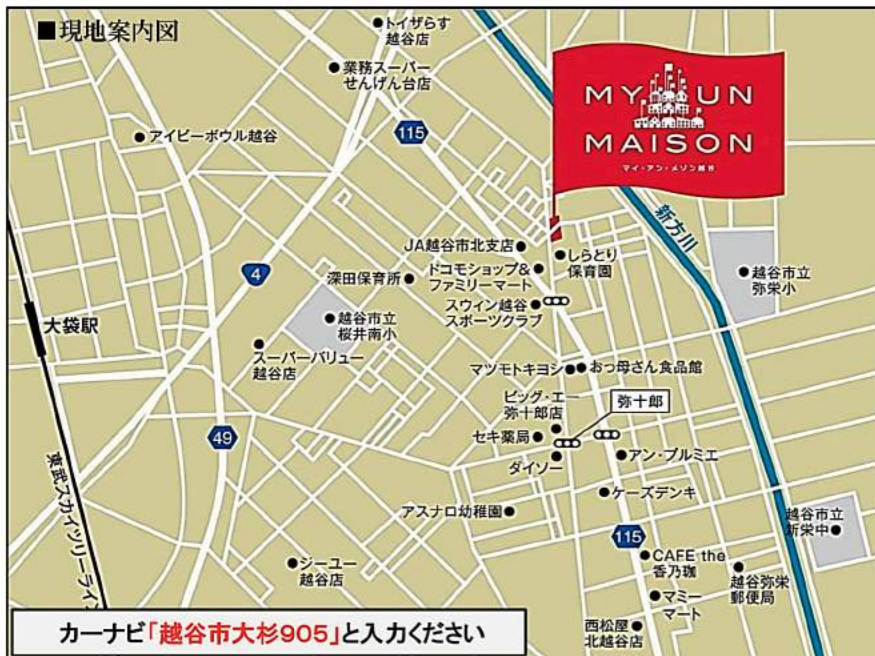 ■現地案内図
トイザらす
越谷店
業務スーパー
せんげん台店
アイビーボウル越谷
115
MY UN
MAISON
マイ・アン・メゾン越谷
新方川
JA越谷市北支店
しらとり
保育園
4
深田保育所
ドコモショップ&
ファミリーマート
越谷市立
弥栄小
大袋駅
越谷市立
桜井南小
スウイン越谷
スポーツクラブ
スーパーバリュー
越谷店
マツモトキヨシ
おっ母さん食品館
ビッグ・エー
弥十郎店
弥十郎
49
セキ薬局
ダイソー
アン・プルミエ
東武スカイツリーライン
ケーズデンキ
アスナロ幼稚園
越谷市立
新栄中
115
ジーユー
越谷店
CAFE the
香乃珈
越谷弥栄
郵便局
マミー
マート
西松屋
北越谷店
カーナビ「越谷市大杉905」と入力ください